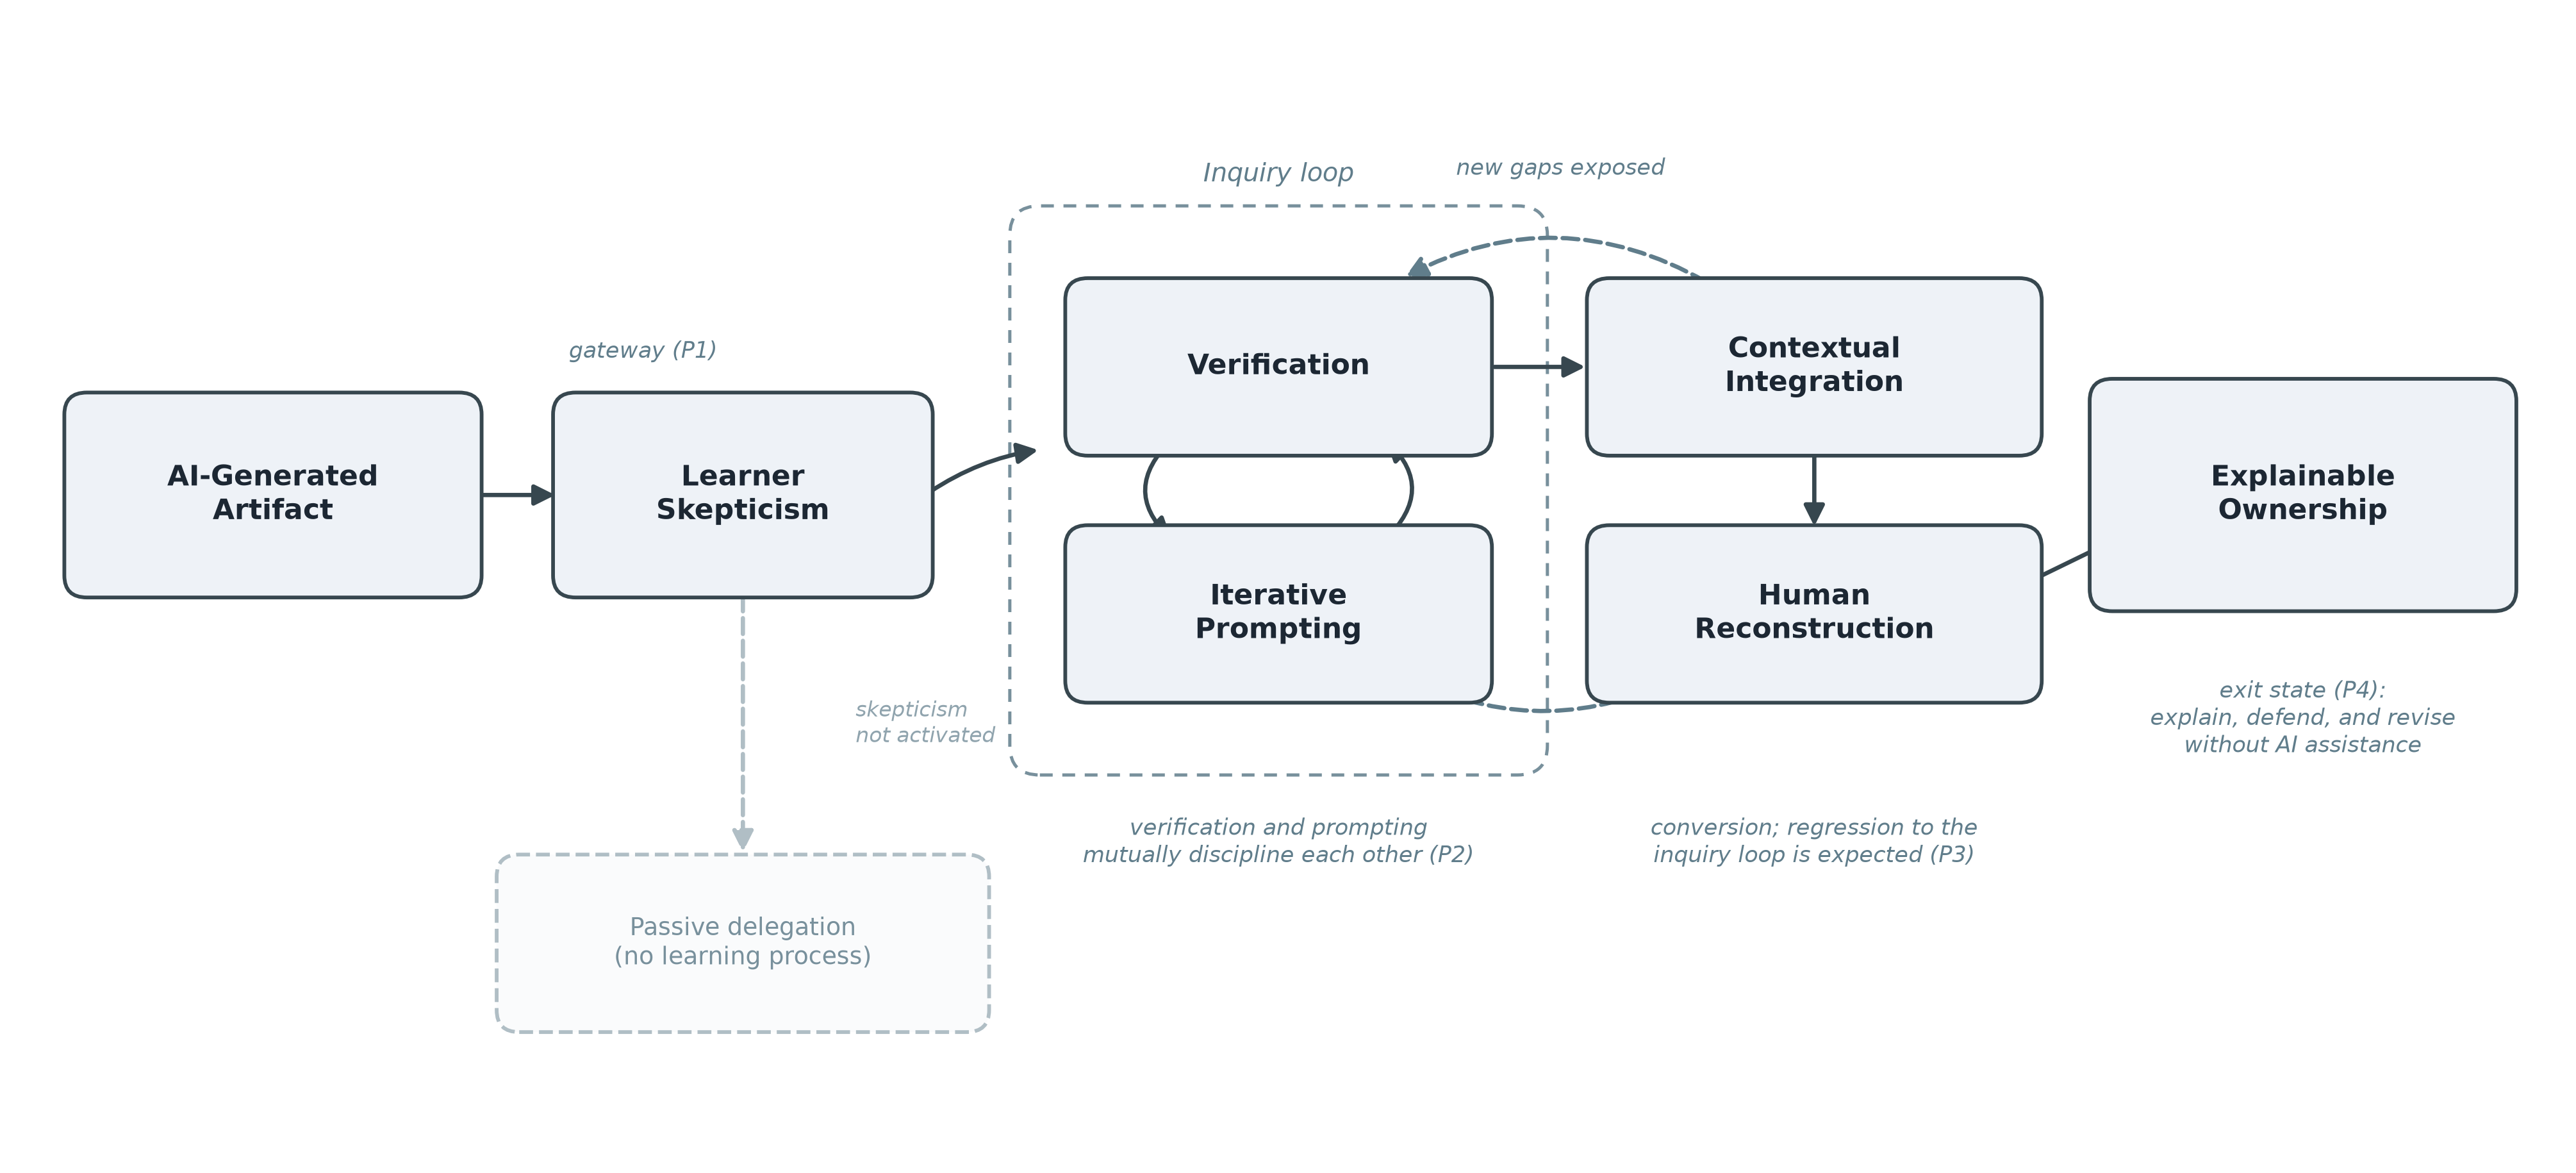 Inquiry loop
new gaps exposed
gateway (P1)
AI-Generated
Artifact
Learner
Skepticism
Verification
Contextual
Integration
Iterative
Prompting
Human
Reconstruction
Explainable
Ownership
skepticism
not activated
exit state (P4):
explain, defend, and revise
without AI assistance
verification and prompting
mutually discipline each other (P2)
conversion; regression to the
inquiry loop is expected (P3)
Passive delegation
(no learning process)